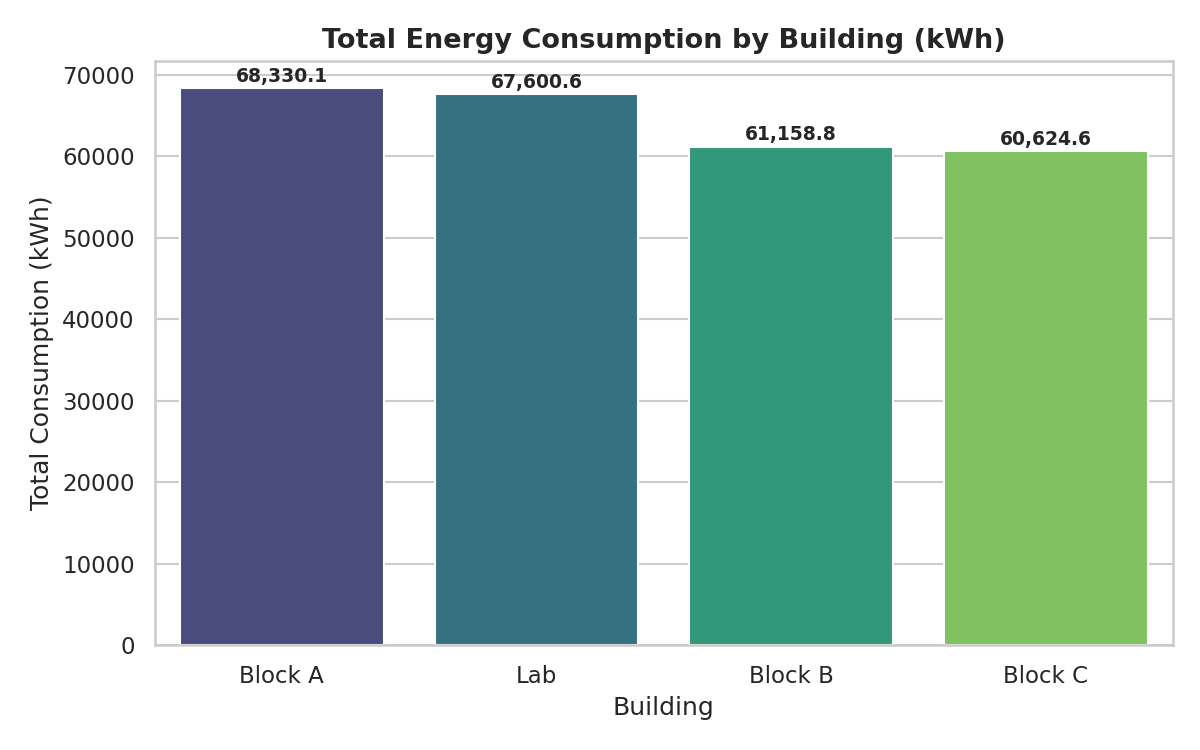 Total Energy Consumption by Building (kWh)
Total Consumption (kWh)
70000
60000
50000
40000
30000
20000
10000
0
68,330.1
67,600.6
61,158.8
60,624.6
Block A
Lab
Block B
Block C
Building